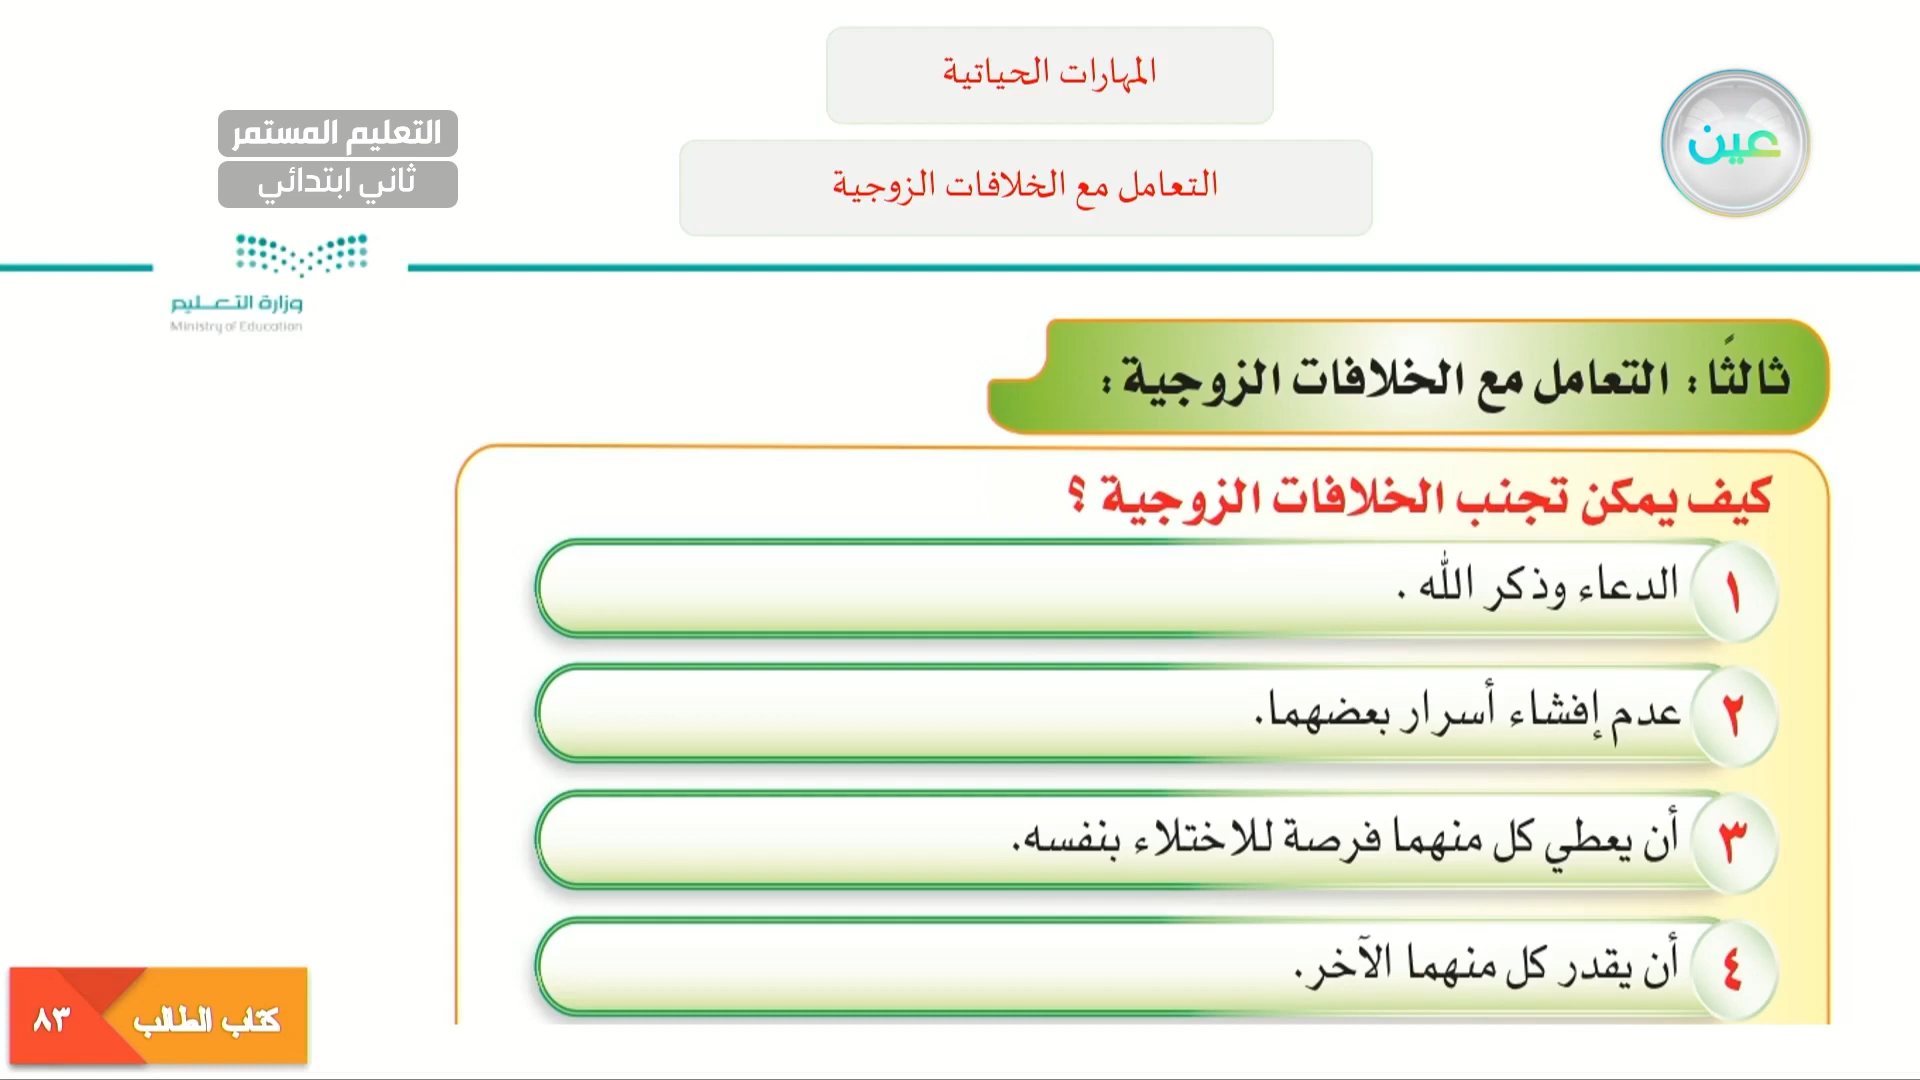 المهارات الحياتية
التعامل مع الخلافات الزوجية
عين
التعليم المستمر
ثاني ابتدائي
وزارة التعليم
Ministry of Education
ثالثًا : التعامل مع الخلافات الزوجية :
كيف يمكن تجنب الخلافات الزوجية ؟
١ الدعاء وذكر الله .
٢ عدم إفشاء أسرار بعضهما.
٣ أن يعطي كل منهما فرصة للاختلاء بنفسه.
٤ أن يقدر كل منهما الآخر.
كتاب الطالب ٨٣